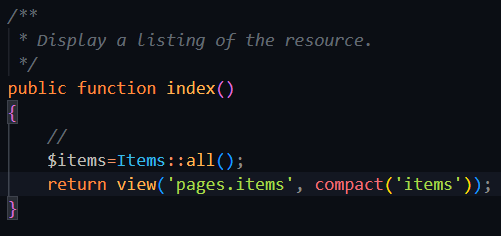 /**
 * Display a listing of the resource.
 */
public function index()
{
    //
    $items=Items::all();
    return view('pages.items', compact('items'));
}